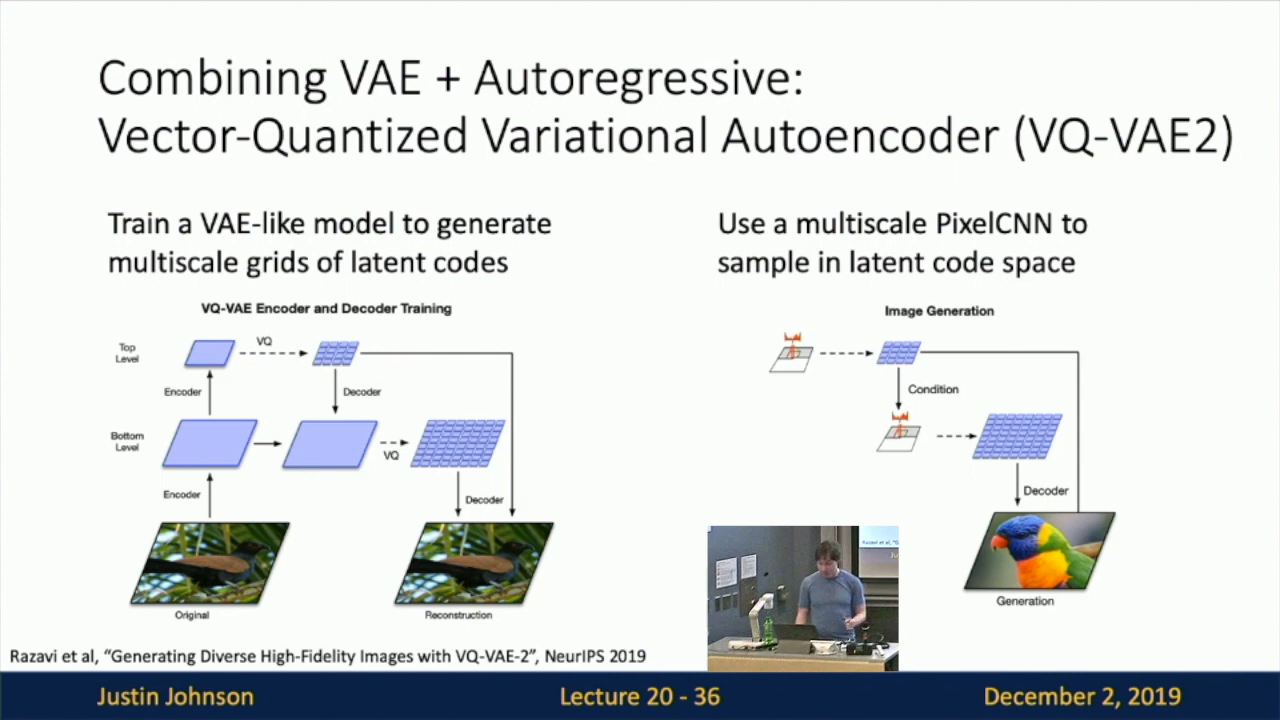 Combining VAE + Autoregressive:
Vector-Quantized Variational Autoencoder (VQ-VAE2)
Train a VAE-like model to generate
multiscale grids of latent codes
VQ-VAE Encoder and Decoder Training
Top
Level
VQ
Encoder
Decoder
Bottom
Level
VQ
Encoder
Decoder
Original
Reconstruction
Use a multiscale PixelCNN to
sample in latent code space
Image Generation
Condition
Decoder
Generation
Razavi et al, “Generating Diverse High-Fidelity Images with VQ-VAE-2”, NeurIPS 2019
Justin Johnson
Lecture 20 - 36
December 2, 2019